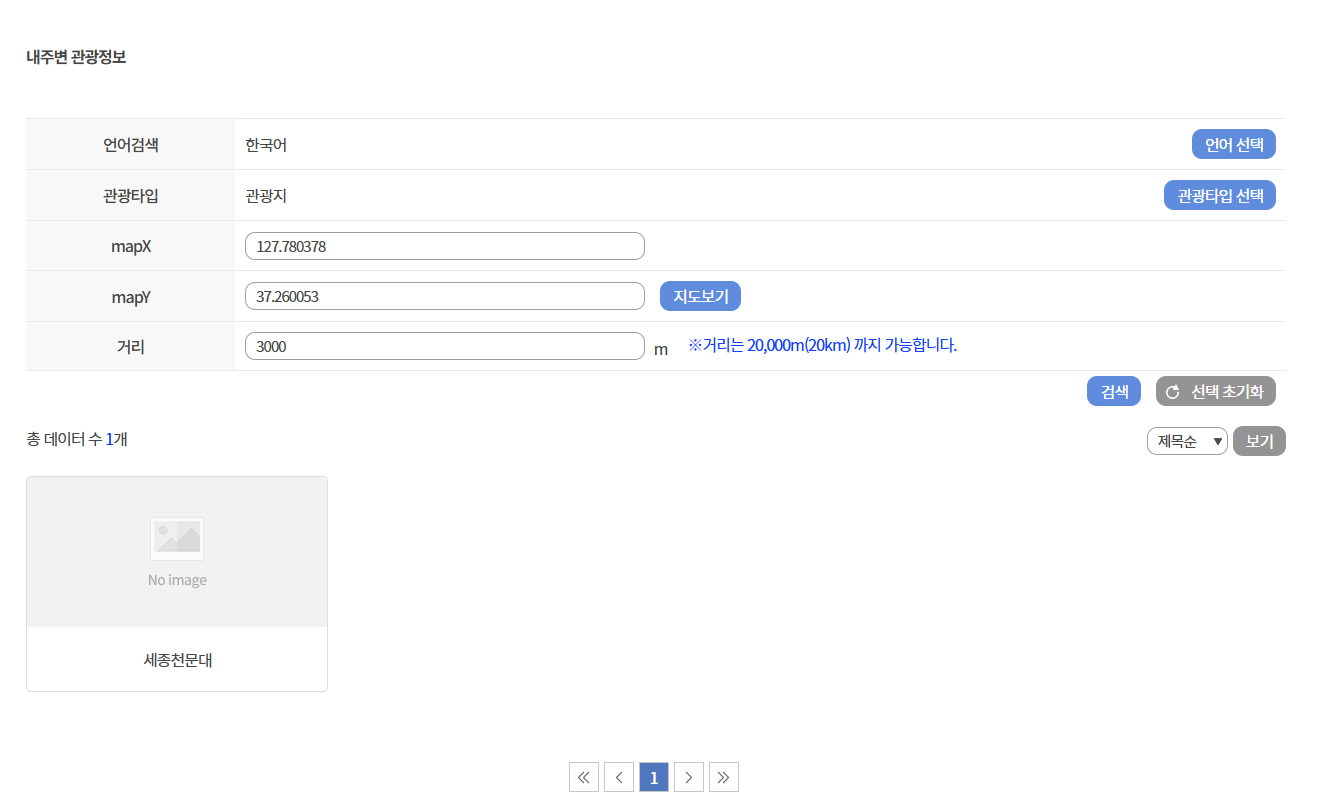 내주변 관광정보
언어검색 한국어 언어 선택
관광타입 관광지 관광타입 선택
mapX 127.780378
mapY 37.260053 지도보기
거리 3000 m ※거리는 20,000m(20km) 까지 가능합니다.
검색 선택 초기화
총 데이터 수 1개 제목순 보기
No image
세종천문대
1